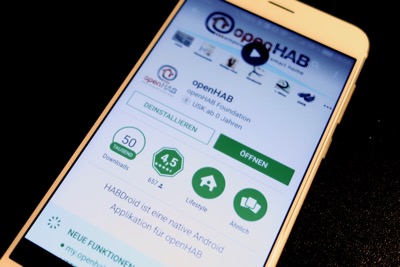 openHAB
openHAB
openHAB Foundation
USK ab 0 Jahren
DEINSTALLIEREN
ÖFFNEN
50
TAUSEND
Downloads
4,5
657
Lifestyle
Ähnlich
HABDroid ist eine native Android
Applikation für openHAB
NEUE FUNKTIONEN